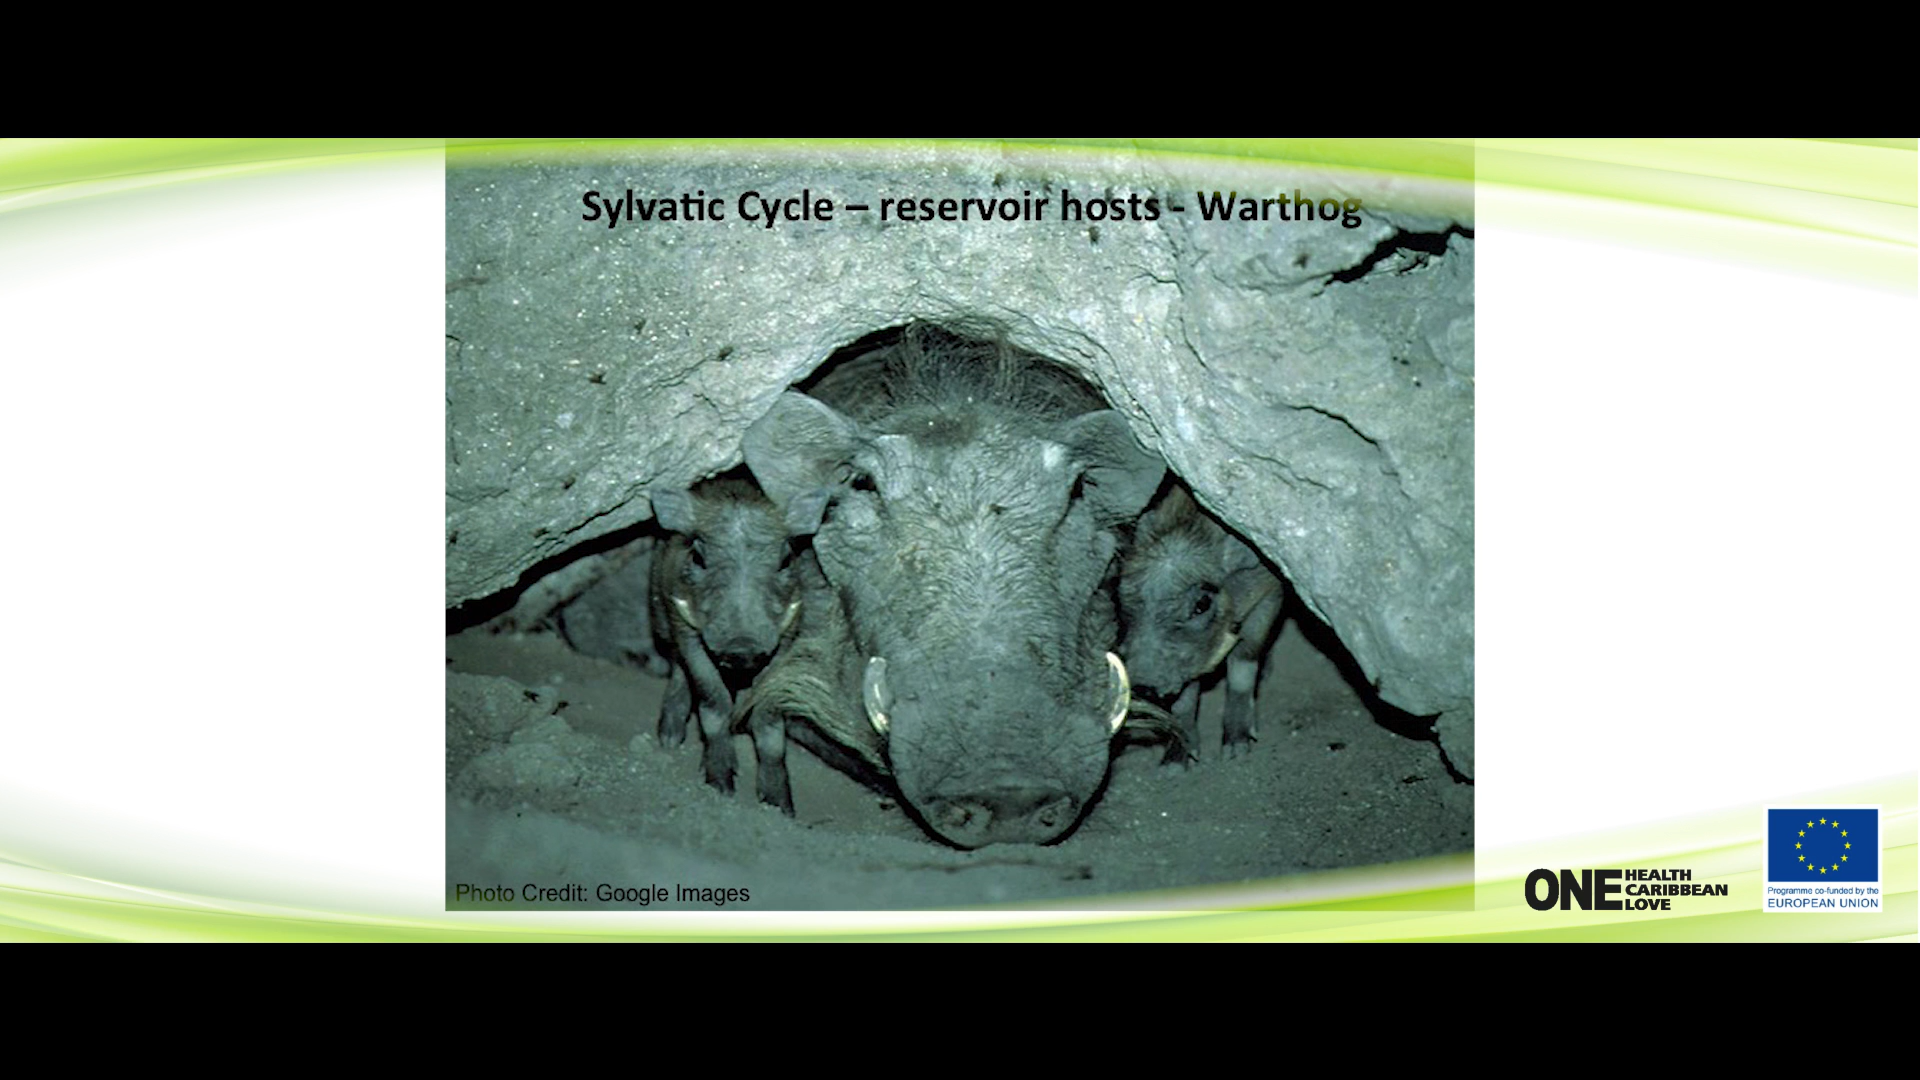 Sylvatic Cycle – reservoir hosts - Warthog
Photo Credit: Google Images
ONE HEALTH
CARIBBEAN
LOVE
Programme co-funded by the
EUROPEAN UNION